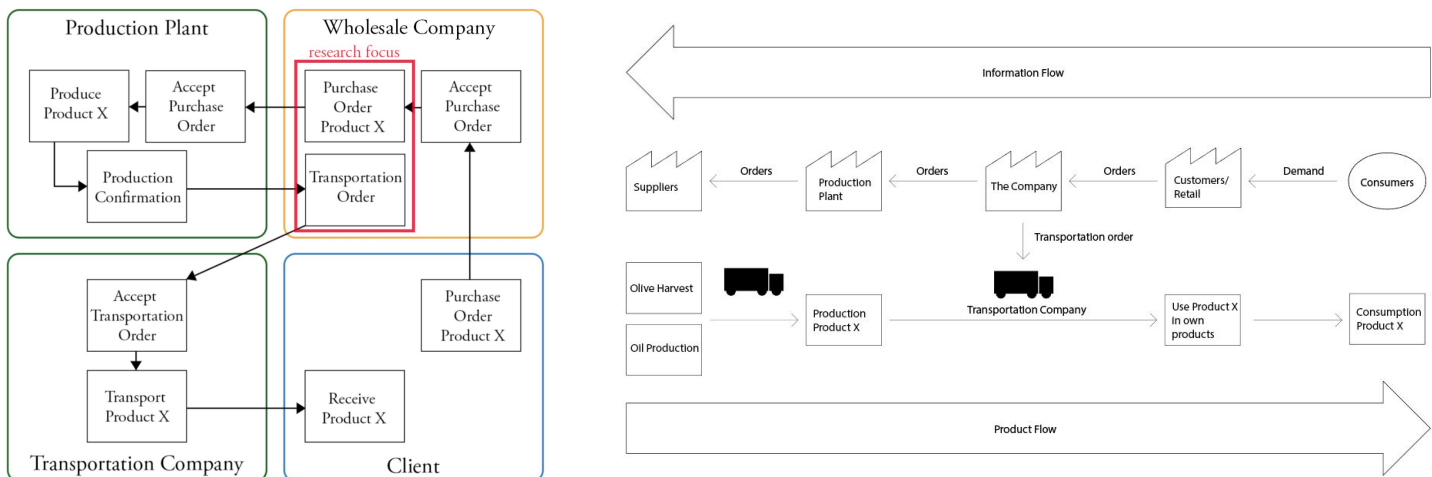 Production Plant
Wholesale Company
research focus
Produce
Product X
Accept
Purchase
Order
Purchase
Order
Product X
Accept
Purchase
Order
Production
Confirmation
Transportation
Order
Accept
Transportation
Order
Purchase
Order
Product X
Transport
Product X
Receive
Product X
Transportation Company
Client
Information Flow
Suppliers
Orders
Production
Plant
Orders
The Company
Orders
Customers/
Retail
Demand
Consumers
Transportation order
Olive Harvest
Oil Production
Production
Product X
Transportation Company
Use Product X
in own
products
Consumption
Product X
Product Flow